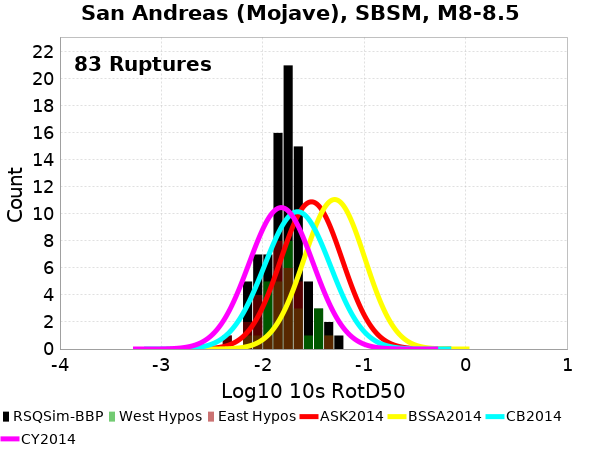 San Andreas (Mojave), SBSM, M8-8.5
83 Ruptures
Count
22
20
18
16
14
12
10
8
6
4
2
0
-4 -3 -2 -1 0 1
Log10 10s RotD50
RSQSim-BBP West Hypos East Hypos ASK2014 BSSA2014 CB2014
CY2014